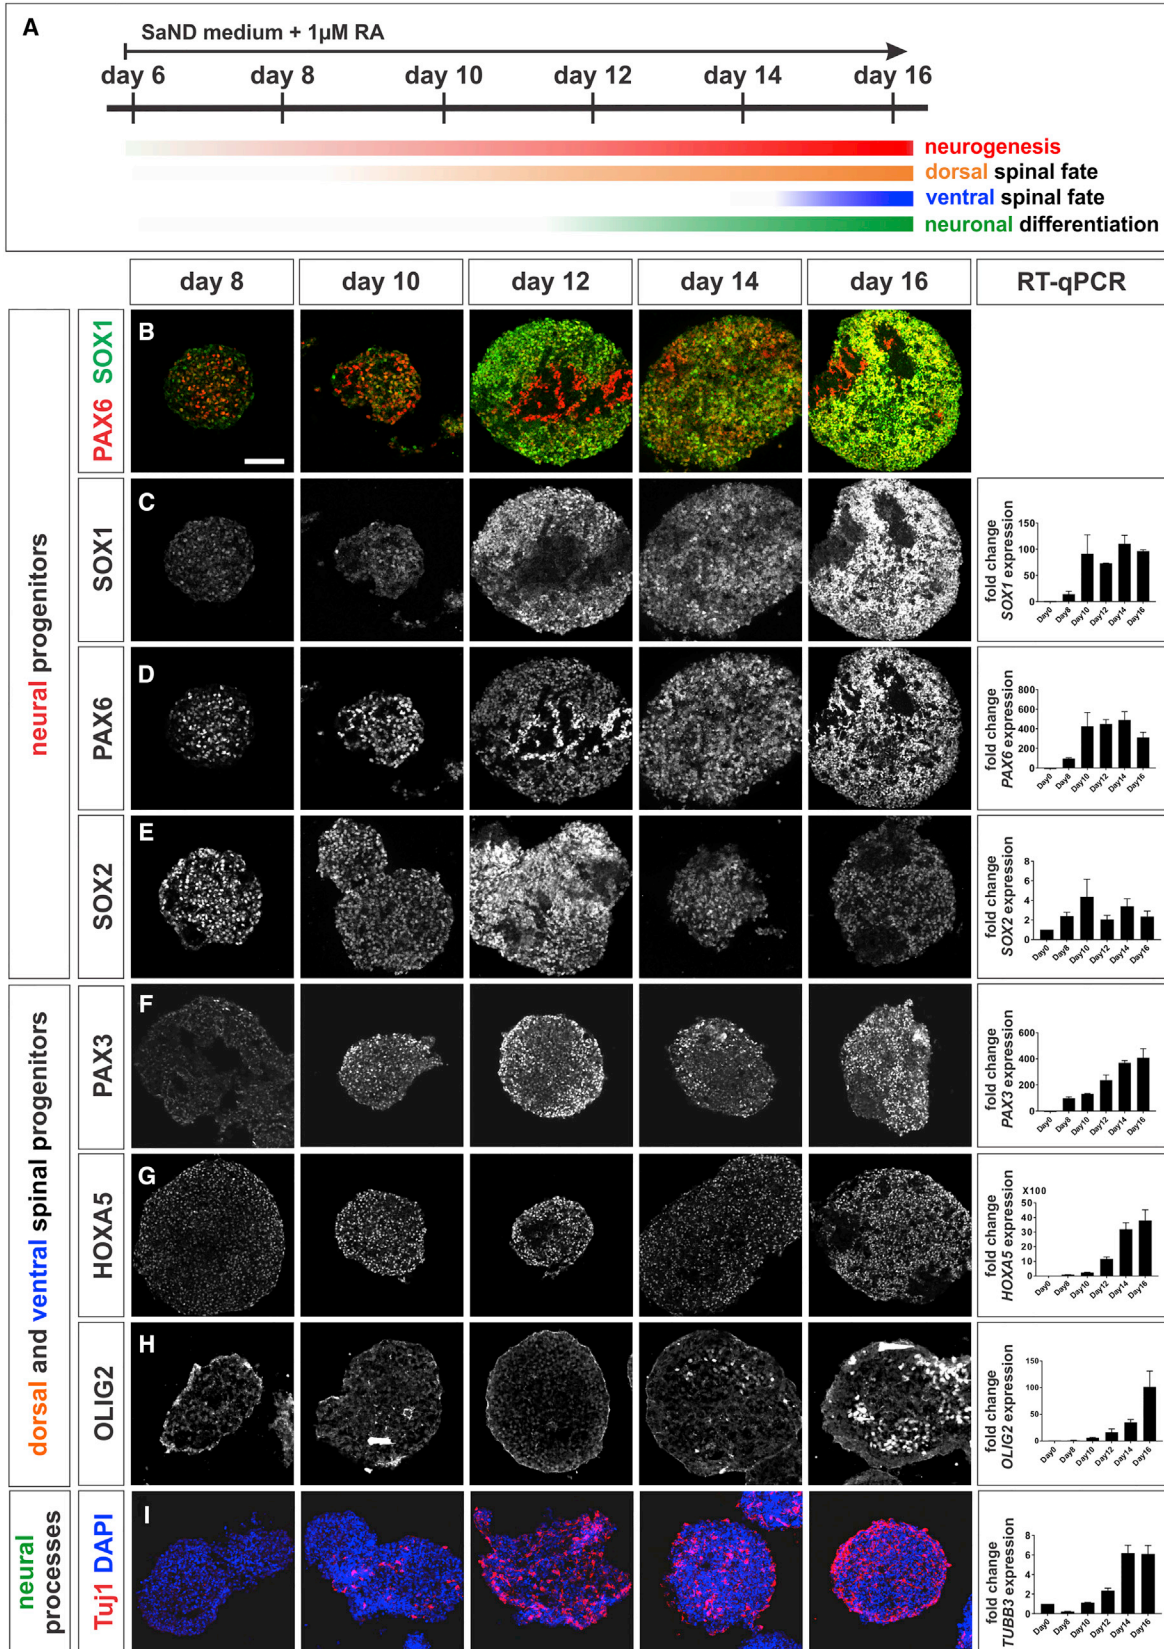 A
SaND medium + 1µM RA
day 6 day 8 day 10 day 12 day 14 day 16
neurogenesis
dorsal spinal fate
ventral spinal fate
neuronal differentiation
day 8 day 10 day 12 day 14 day 16 RT-qPCR
neural progenitors
PAX6 SOX1
B
SOX1
C
fold change
SOX1 expression
150
100
50
0
Day0 Day8 Day10 Day12 Day14 Day16
PAX6
D
fold change
PAX6 expression
800
600
400
200
0
Day0 Day8 Day10 Day12 Day14 Day16
SOX2
E
fold change
SOX2 expression
8
6
4
2
0
Day0 Day8 Day10 Day12 Day14 Day16
dorsal and ventral spinal progenitors
PAX3
F
fold change
PAX3 expression
600
400
200
0
Day0 Day8 Day10 Day12 Day14 Day16
HOXA5
G
fold change
HOXA5 expression
X100
50
40
30
20
10
0
Day0 Day8 Day10 Day12 Day14 Day16
OLIG2
H
fold change
OLIG2 expression
150
100
50
0
Day0 Day8 Day10 Day12 Day14 Day16
neural
processes
Tuj1 DAPI
I
fold change
TUBB3 expression
8
6
4
2
0
Day0 Day8 Day10 Day12 Day14 Day16